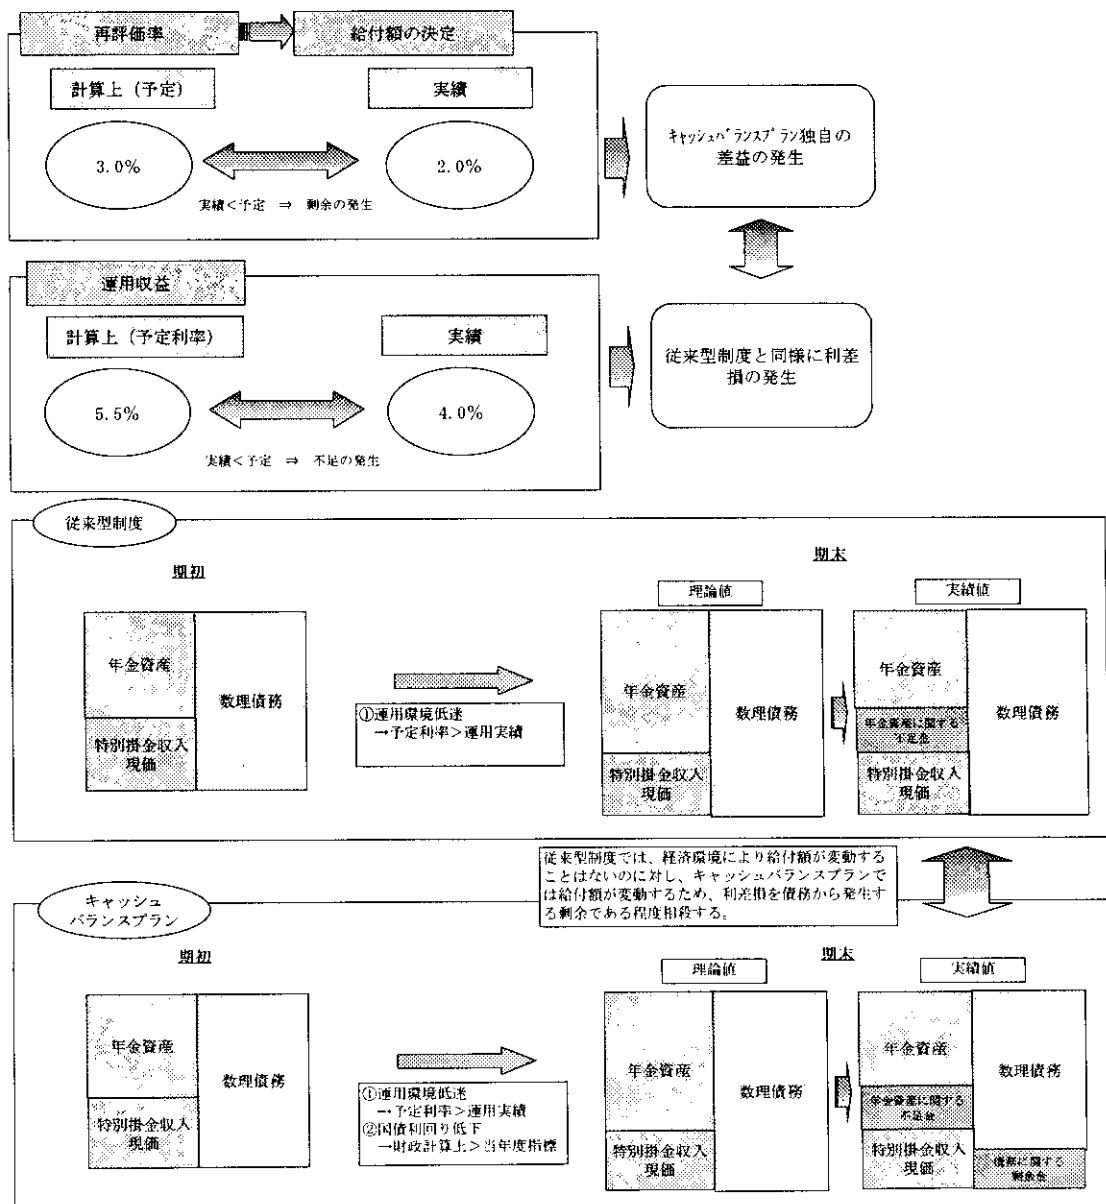 再評価率
給付額の決定
計算上（予定）
実績
3.0%
2.0%
実績＜予定　⇒　剰余の発生
ｷｬｯｼｭﾊﾞﾗﾝｽﾌﾟﾗﾝ独自の
差益の発生
運用収益
計算上（予定利率）
実績
5.5%
4.0%
実績＜予定　⇒　不足の発生
従来型制度と同様に利差
損の発生
従来型制度
期初
年金資産
特別掛金収入
現価
数理債務
①運用環境低迷
→予定利率＞運用実績
期末
理論値
年金資産
特別掛金収入
現価
数理債務
実績値
年金資産
年金資産に関する
不足金
特別掛金収入
現価
数理債務
従来型制度では、経済環境により給付額が変動する
ことはないのに対し、キャッシュバランスプランで
は給付額が変動するため、利差損を債務から発生す
る剰余である程度相殺する。
キャッシュ
バランスプラン
期初
年金資産
特別掛金収入
現価
数理債務
①運用環境低迷
→予定利率＞運用実績
②国債利回り低下
→財政計算上＞当年度指標
期末
理論値
年金資産
特別掛金収入
現価
数理債務
実績値
年金資産
年金資産に関する
不足金
特別掛金収入
現価
数理債務
債務に関する
剰余金